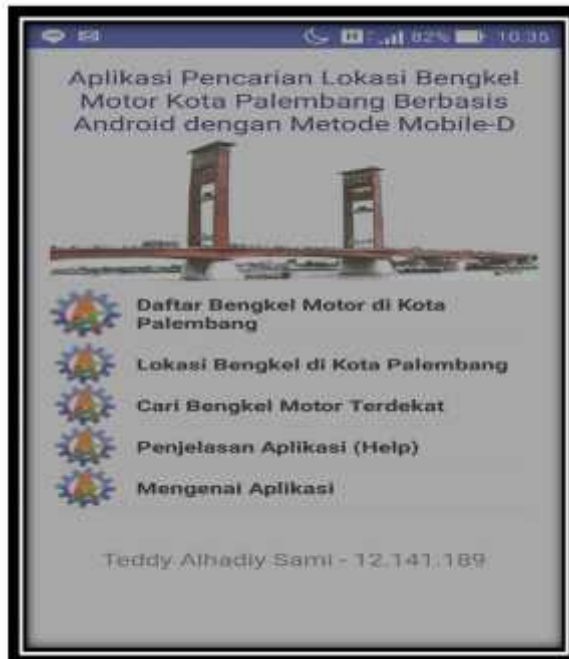 H 82% 10:35
Aplikasi Pencarian Lokasi Bengkel
Motor Kota Palembang Berbasis
Android dengan Metode Mobile-D
Daftar Bengkel Motor di Kota
Palembang
Lokasi Bengkel di Kota Palembang
Cari Bengkel Motor Terdekat
Penjelasan Aplikasi (Help)
Mengenai Aplikasi
Teddy Alhadiy Sami - 12.141.189